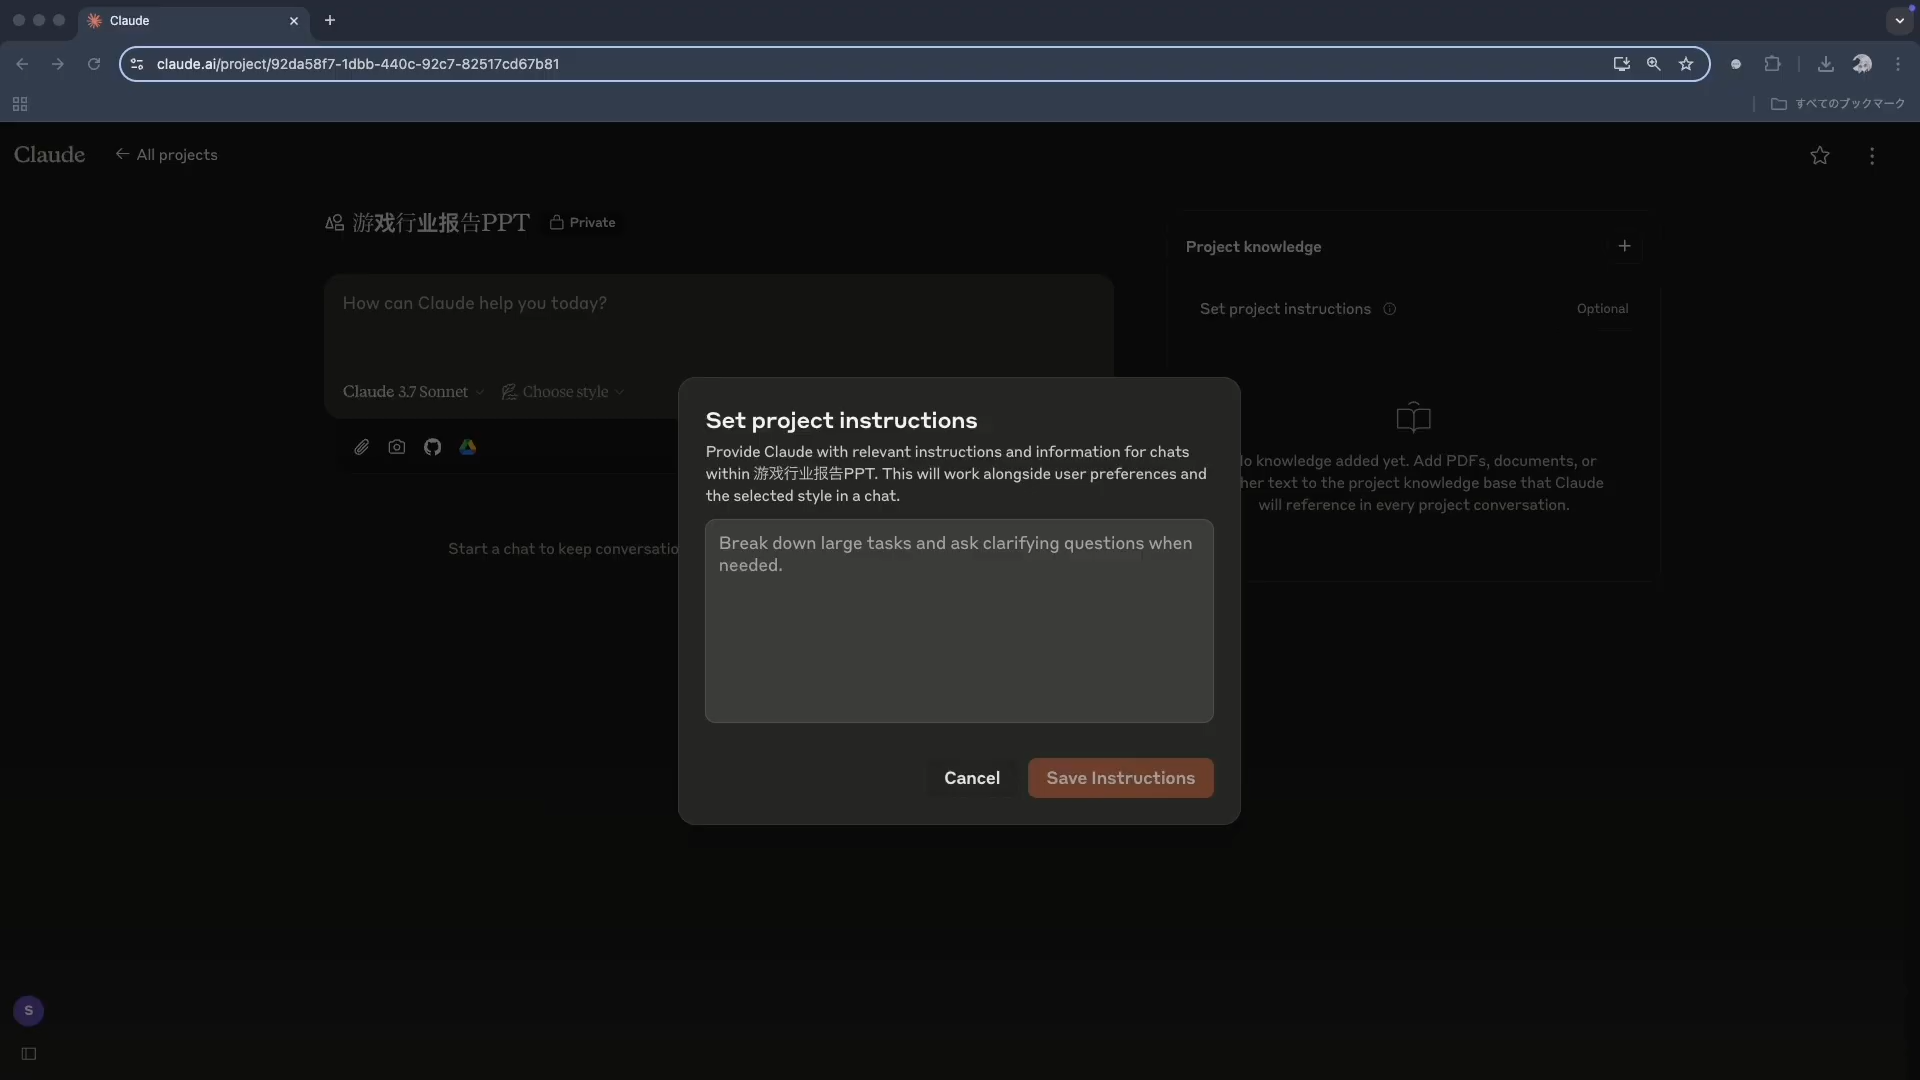 Claude
claude.ai/project/92da58f7-1dbb-440c-92c7-82517cd67b81
すべてのブックマーク
Claude
All projects
游戏行业报告PPT
Private
How can Claude help you today?
Claude 3.7 Sonnet
Choose style
Start a chat to keep conversatio
Project knowledge
Set project instructions
Optional
o knowledge added yet. Add PDFs, documents, or
her text to the project knowledge base that Claude
will reference in every project conversation.
Set project instructions
Provide Claude with relevant instructions and information for chats
within 游戏行业报告PPT. This will work alongside user preferences and
the selected style in a chat.
Break down large tasks and ask clarifying questions when
needed.
Cancel
Save Instructions
S